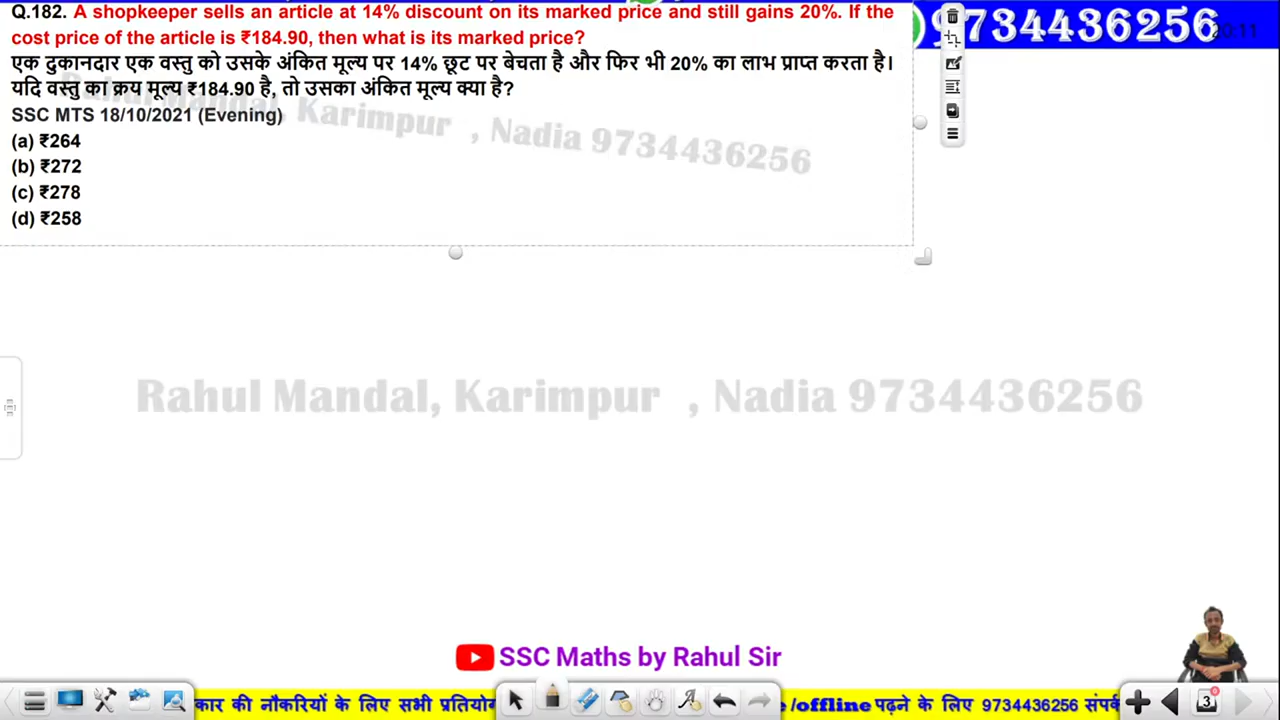 Q.182. A shopkeeper sells an article at 14% discount on its marked price and still gains 20%. If the
cost price of the article is ₹184.90, then what is its marked price?
एक दुकानदार एक वस्तु को उसके अंकित मूल्य पर 14% छूट पर बेचता है और फिर भी 20% का लाभ प्राप्त करता है।
यदि वस्तु का क्रय मूल्य ₹184.90 है, तो उसका अंकित मूल्य क्या है?
SSC MTS 18/10/2021 (Evening)
(a) ₹264
(b) ₹272
(c) ₹278
(d) ₹258
9734436256
20:11
Karimpur , Nadia 9734436256
Rahul Mandal, Karimpur , Nadia 9734436256
SSC Maths by Rahul Sir
कार की नौकरियों के लिए सभी प्रतियो
/offline पढ़ने के लिए 9734436256 संपर्क
3